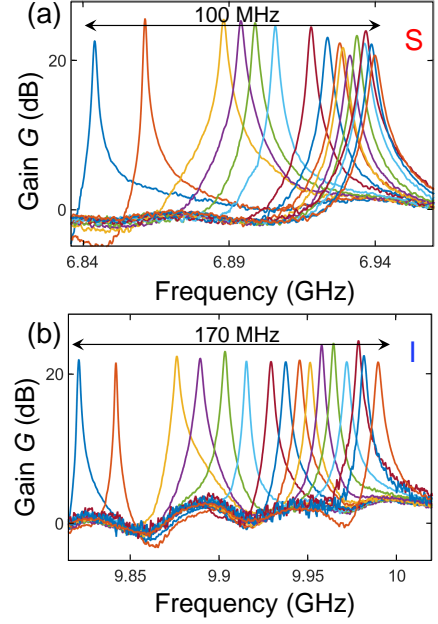 (a)
100 MHz
S
20
0
Gain G (dB)
6.84
6.89
6.94
Frequency (GHz)
(b)
170 MHz
I
20
0
Gain G (dB)
9.85
9.9
9.95
10
Frequency (GHz)